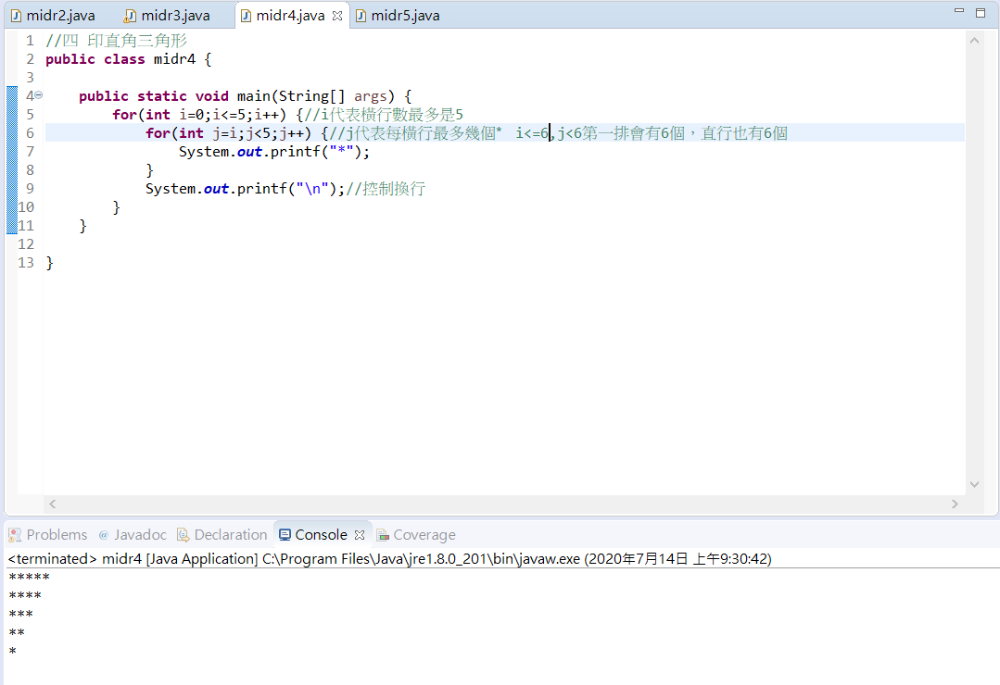 midr2.java midr3.java midr4.java midr5.java
1 //四 印直角三角形
2 public class midr4 {
3
4 public static void main(String[] args) {
5 for(int i=0;i<=5;i++) {//i代表橫行數最多是5
6 for(int j=i;j<5;j++) {//j代表每橫行最多幾個* i<=6,j<6第一排會有6個，直行也有6個
7 System.out.printf("*");
8 }
9 System.out.printf("\n");//控制換行
10 }
11 }
12
13 }
Problems @ Javadoc Declaration Console Coverage
<terminated> midr4 [Java Application] C:\Program Files\Java\jre1.8.0_201\bin\javaw.exe (2020年7月14日 上午9:30:42)
*****
****
***
**
*